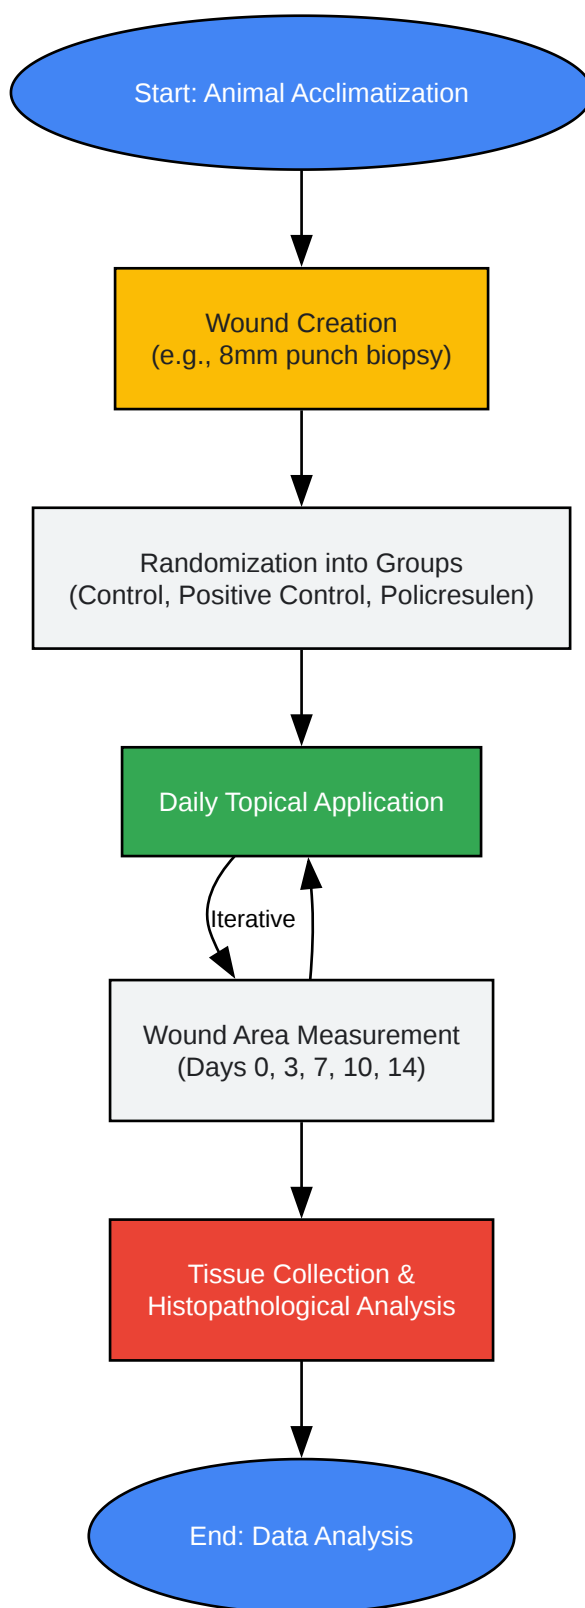 Start: Animal Acclimatization
Wound Creation
(e.g., 8mm punch biopsy)
Randomization into Groups
(Control, Positive Control, Policresulen)
Daily Topical Application
Iterative
Wound Area Measurement
(Days 0, 3, 7, 10, 14)
Tissue Collection &
Histopathological Analysis
End: Data Analysis